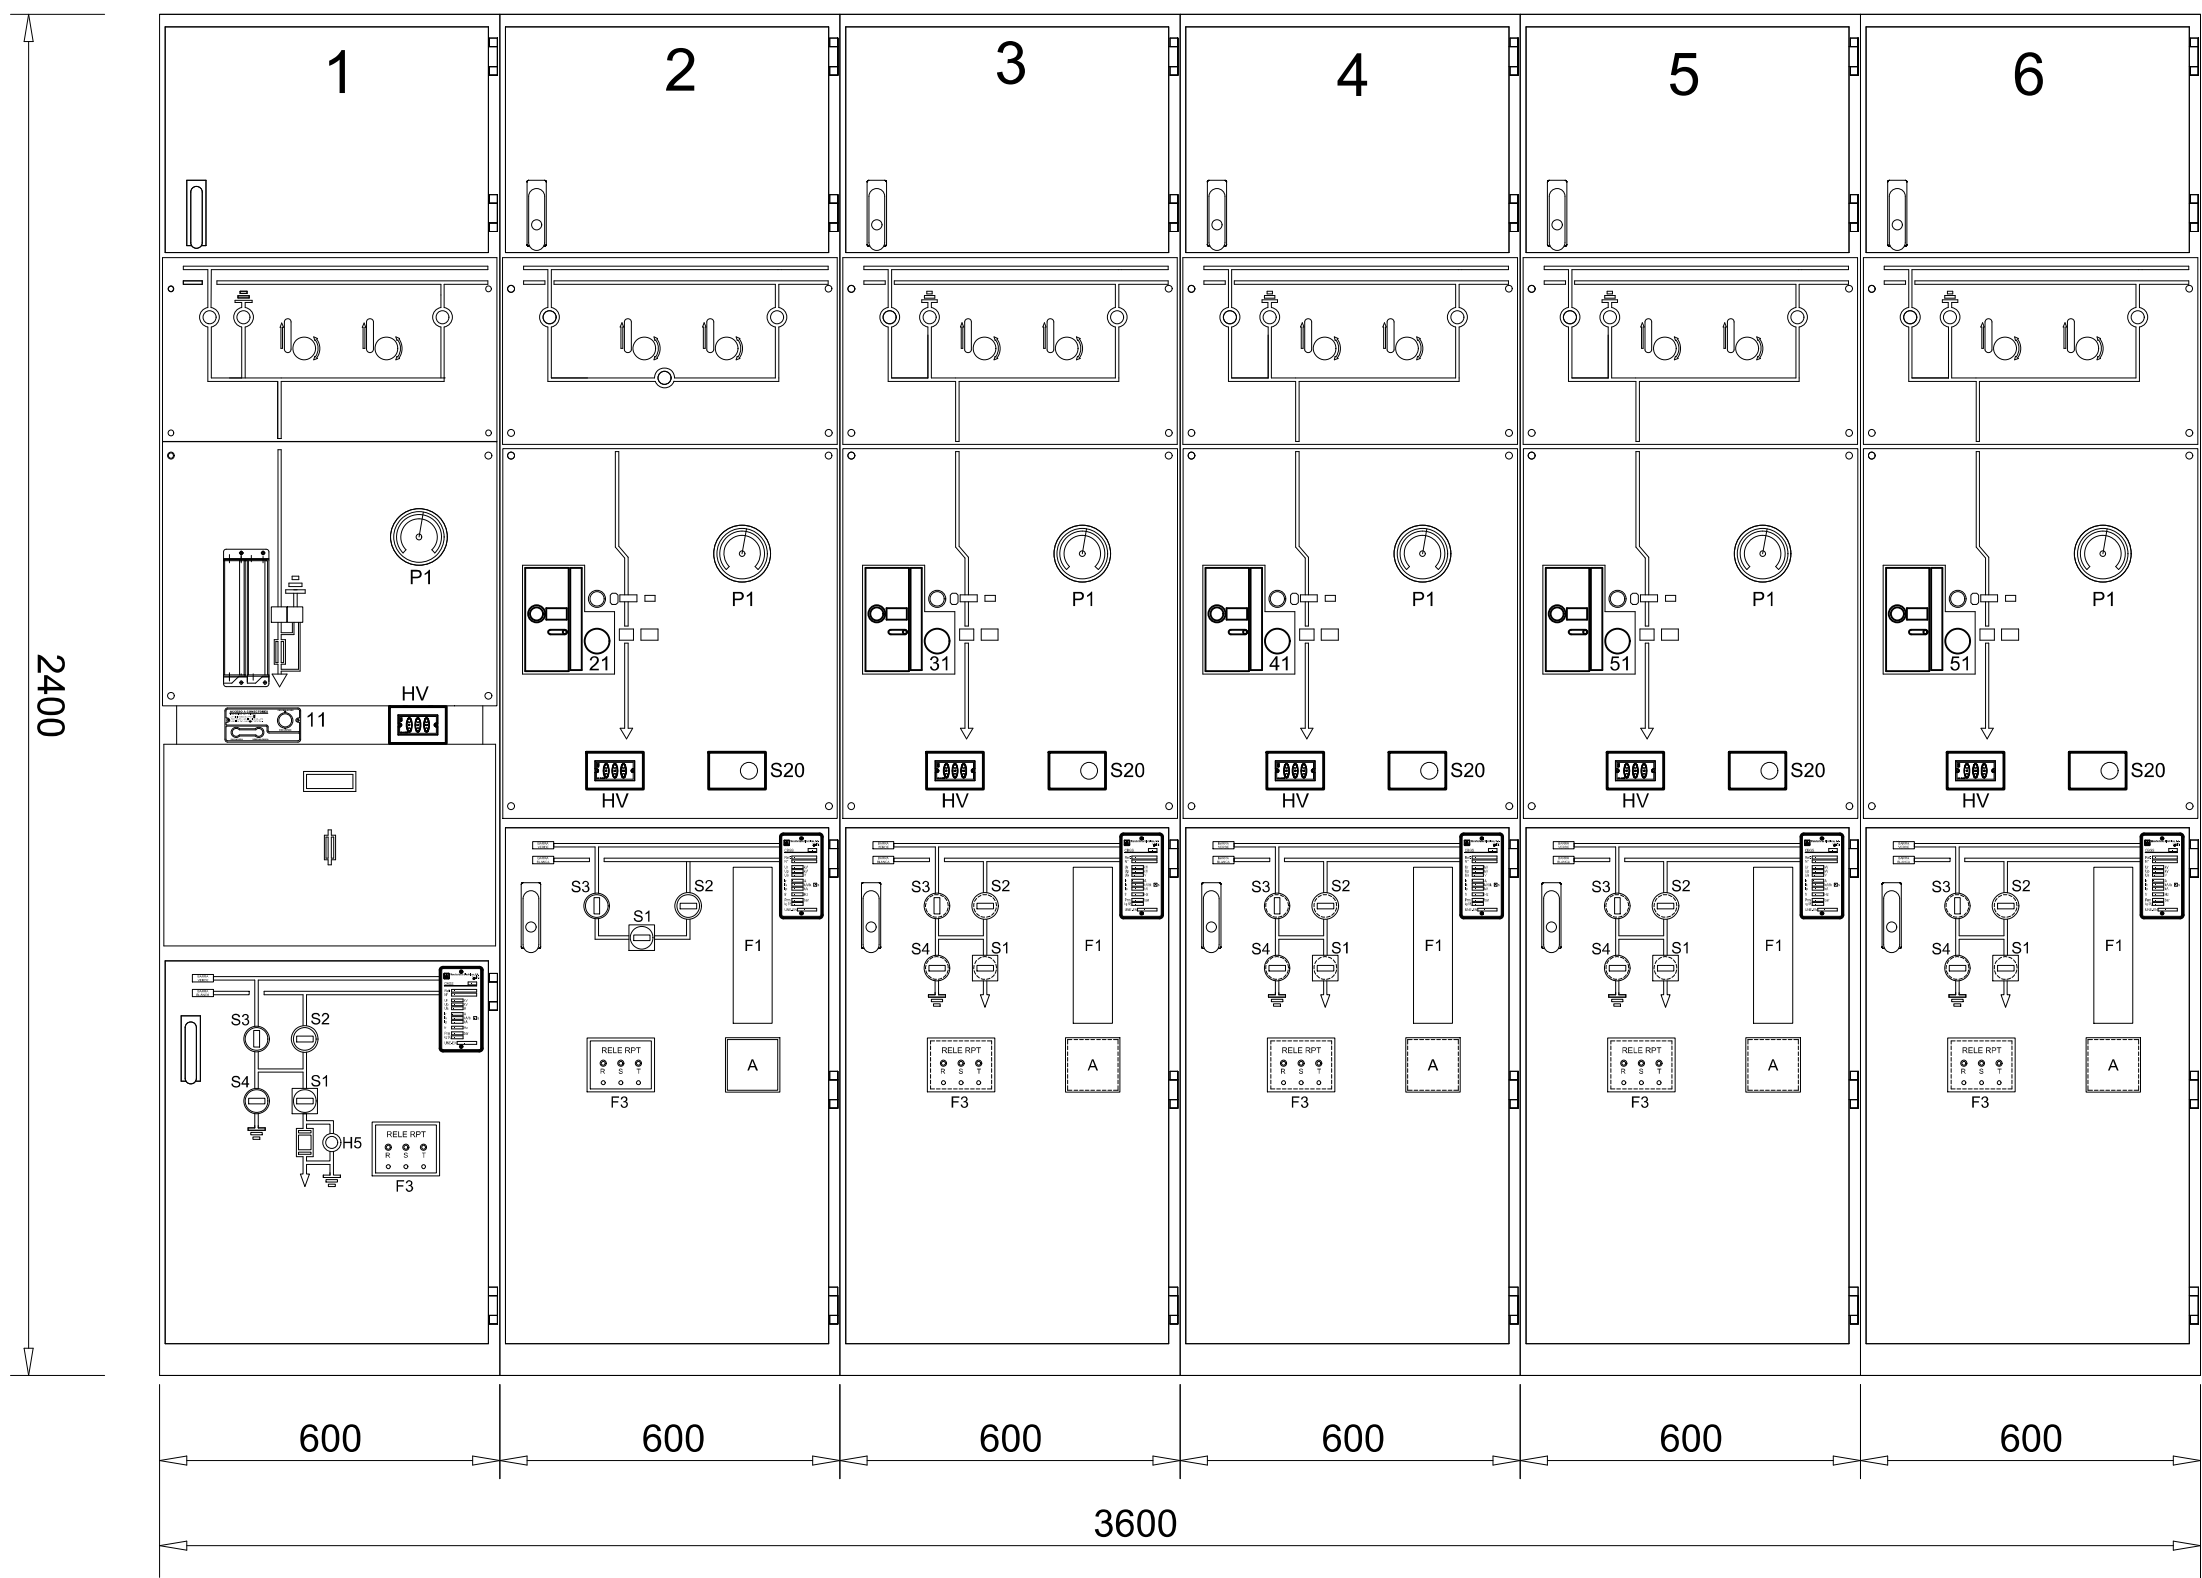 1 2 3 4 5 6
2400
P1
P1 P1 P1 P1 P1
21 31 41 51 51
HV
11
S20 S20 S20 S20 S20
HV HV HV HV HV
S3 S2 S3 S2 S3 S2 S3 S2 S3 S2
S1
F1 F1 F1 F1 F1
S4 S1 S4 S1 S4 S1 S4 S1
S3 S2
RELE RPT RELE RPT RELE RPT RELE RPT RELE RPT
A A A A A
R S T R S T R S T R S T R S T
S4 S1
F3 F3 F3 F3 F3
RELE RPT
H5
R S T
F3
600 600 600 600 600 600
3600